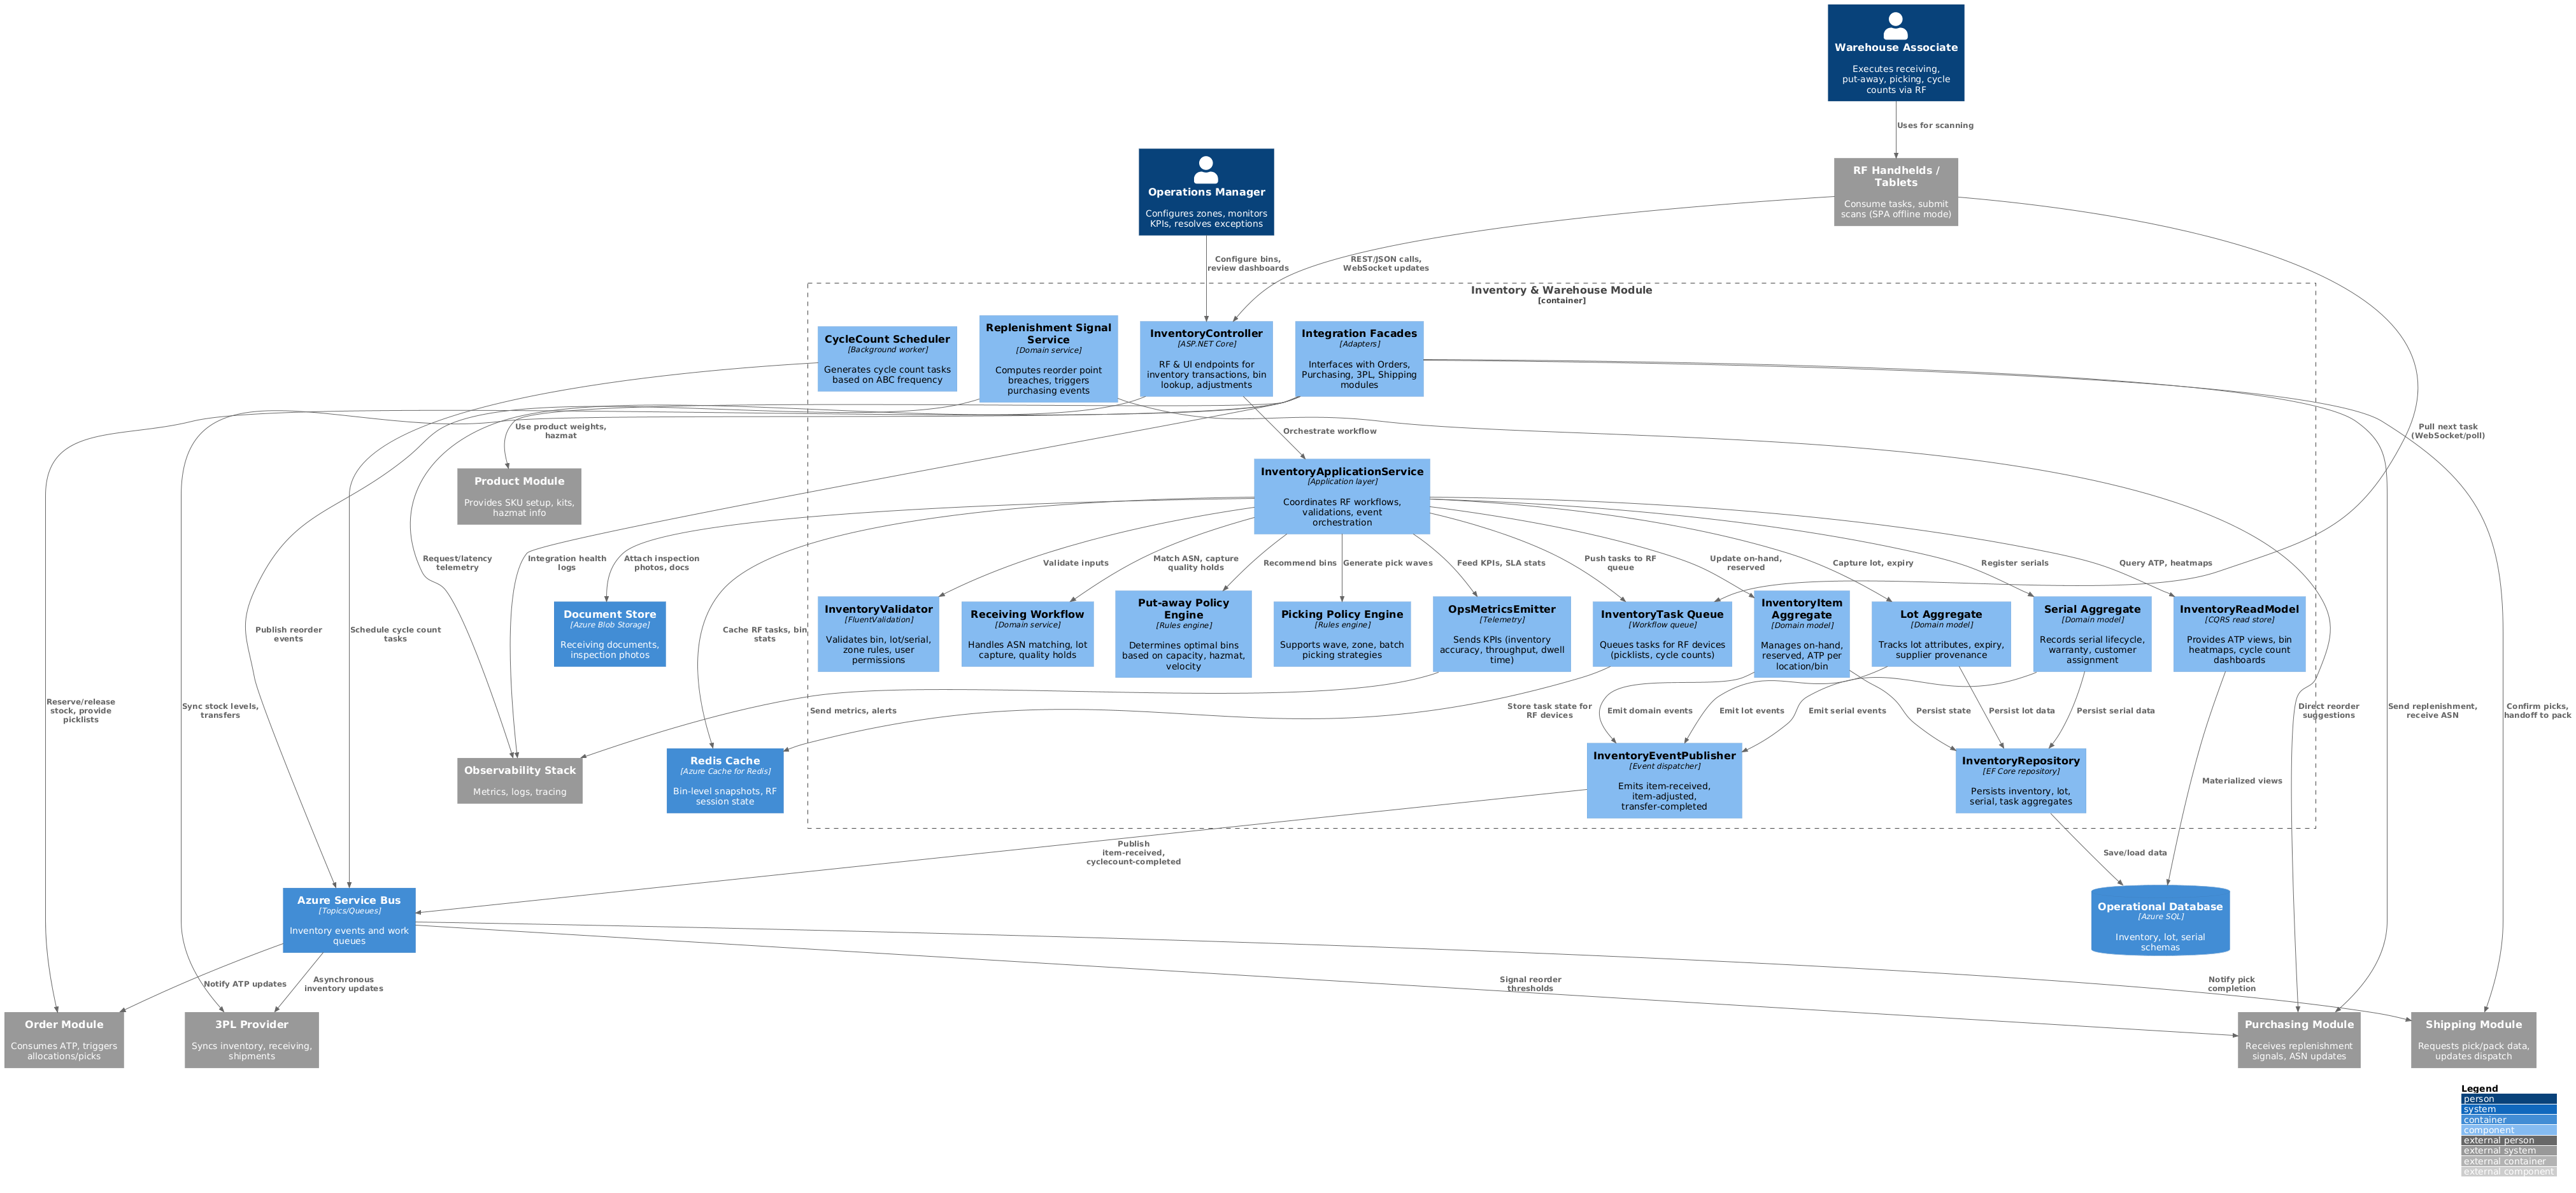 Warehouse Associate
Executes receiving,
put-away, picking, cycle
counts via RF
Uses for scanning
Operations Manager
Configures zones, monitors
KPIs, resolves exceptions
RF Handhelds /
Tablets
Consume tasks, submit
scans (SPA offline mode)
Configure bins,
review dashboards
REST/JSON calls,
WebSocket updates
Inventory & Warehouse Module
[container]
CycleCount Scheduler
[Background worker]
Generates cycle count tasks
based on ABC frequency
Replenishment Signal
Service
[Domain service]
Computes reorder point
breaches, triggers
purchasing events
InventoryController
[ASP.NET Core]
RF & UI endpoints for
inventory transactions, bin
lookup, adjustments
Integration Facades
[Adapters]
Interfaces with Orders,
Purchasing, 3PL, Shipping
modules
Use product weights,
hazmat
Orchestrate workflow
Pull next task
(WebSocket/poll)
Product Module
Provides SKU setup, kits,
hazmat info
InventoryApplicationService
[Application layer]
Coordinates RF workflows,
validations, event
orchestration
Request/latency
telemetry
Integration health
logs
Attach inspection
photos, docs
Validate inputs
Match ASN, capture
quality holds
Recommend bins
Generate pick waves
Feed KPIs, SLA stats
Push tasks to RF
queue
Update on-hand,
reserved
Capture lot, expiry
Register serials
Query ATP, heatmaps
Document Store
[Azure Blob Storage]
Receiving documents,
inspection photos
InventoryValidator
[FluentValidation]
Validates bin, lot/serial,
zone rules, user
permissions
Receiving Workflow
[Domain service]
Handles ASN matching, lot
capture, quality holds
Put-away Policy
Engine
[Rules engine]
Determines optimal bins
based on capacity, hazmat,
velocity
Picking Policy Engine
[Rules engine]
Supports wave, zone, batch
picking strategies
OpsMetricsEmitter
[Telemetry]
Sends KPIs (inventory
accuracy, throughput, dwell
time)
InventoryTask Queue
[Workflow queue]
Queues tasks for RF devices
(picklists, cycle counts)
InventoryItem
Aggregate
[Domain model]
Manages on-hand,
reserved, ATP per
location/bin
Lot Aggregate
[Domain model]
Tracks lot attributes, expiry,
supplier provenance
Serial Aggregate
[Domain model]
Records serial lifecycle,
warranty, customer
assignment
InventoryReadModel
[CQRS read store]
Provides ATP views, bin
heatmaps, cycle count
dashboards
Publish reorder
events
Schedule cycle count
tasks
Cache RF tasks, bin
stats
Reserve/release
stock, provide
picklists
Sync stock levels,
transfers
Send metrics, alerts
Store task state for
RF devices
Emit domain events
Emit lot events
Emit serial events
Persist state
Persist lot data
Persist serial data
Direct reorder
suggestions
Send replenishment,
receive ASN
Confirm picks,
handoff to pack
Observability Stack
Metrics, logs, tracing
Redis Cache
[Azure Cache for Redis]
Bin-level snapshots, RF
session state
InventoryEventPublisher
[Event dispatcher]
Emits item-received,
item-adjusted,
transfer-completed
InventoryRepository
[EF Core repository]
Persists inventory, lot,
serial, task aggregates
Materialized views
Publish
item-received,
cyclecount-completed
Save/load data
Azure Service Bus
[Topics/Queues]
Inventory events and work
queues
Operational Database
[Azure SQL]
Inventory, lot, serial
schemas
Notify ATP updates
Asynchronous
inventory updates
Signal reorder
thresholds
Notify pick
completion
Order Module
Consumes ATP, triggers
allocations/picks
3PL Provider
Syncs inventory, receiving,
shipments
Purchasing Module
Receives replenishment
signals, ASN updates
Shipping Module
Requests pick/pack data,
updates dispatch
Legend
person
system
container
component
external person
external system
external container
external component